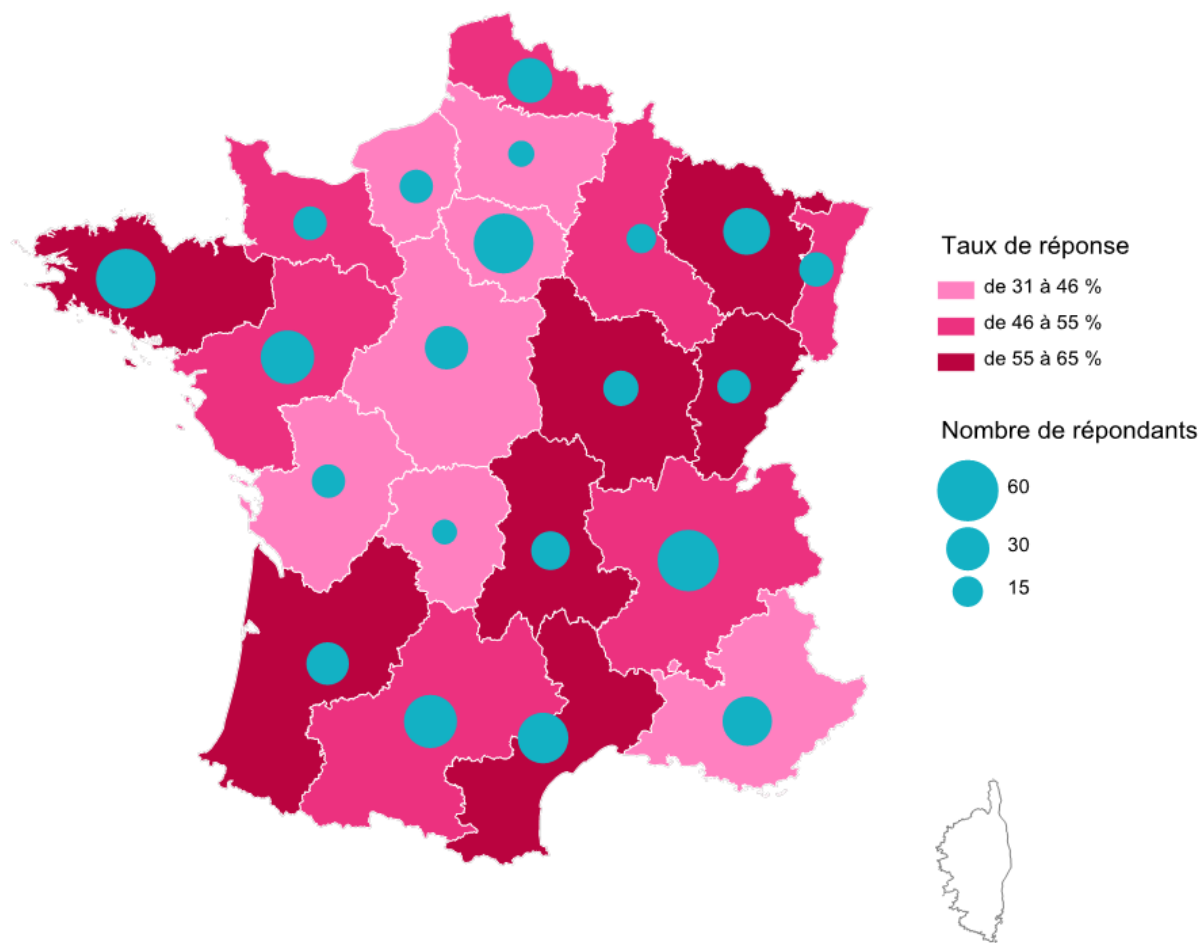 Taux de réponse
de 31 à 46 %
de 46 à 55 %
de 55 à 65 %
Nombre de répondants
60
30
15